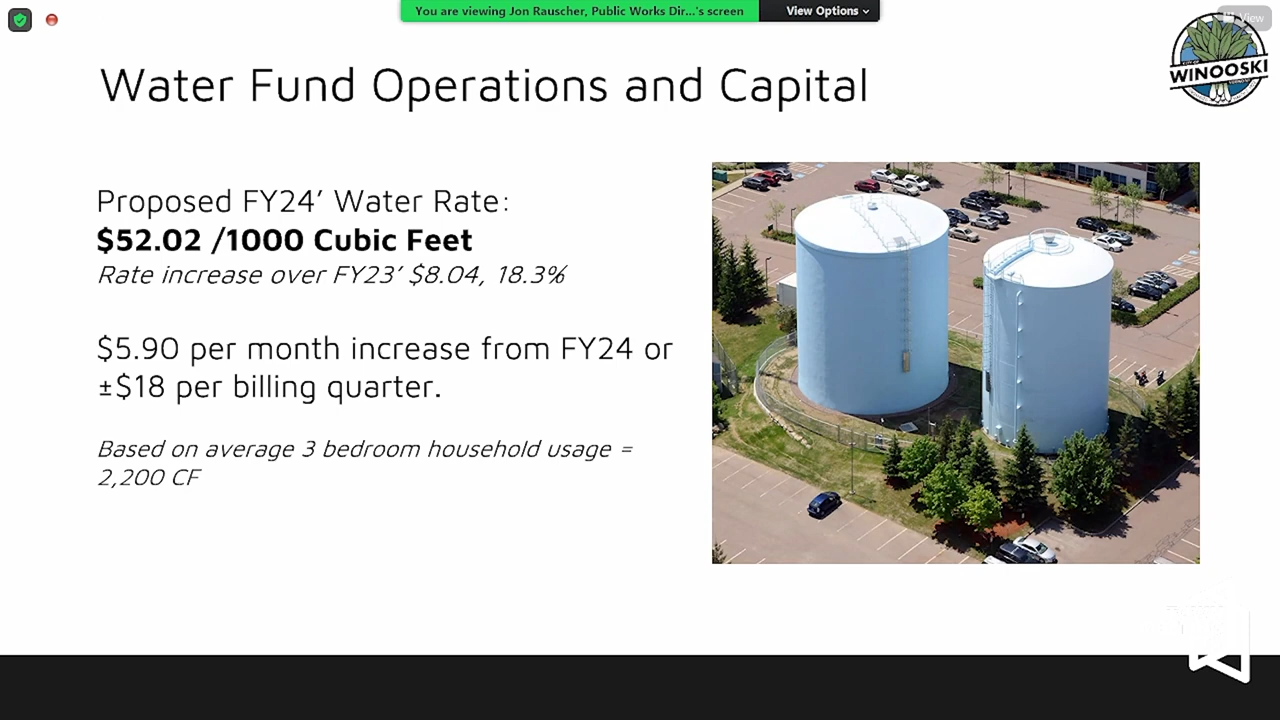 You are viewing Jon Rauscher, Public Works Dir...'s screen
View Options
View
WINOOSKI
Water Fund Operations and Capital
Proposed FY24’ Water Rate:
$52.02 /1000 Cubic Feet
Rate increase over FY23’ $8.04, 18.3%
$5.90 per month increase from FY24 or
±$18 per billing quarter.
Based on average 3 bedroom household usage =
2,200 CF